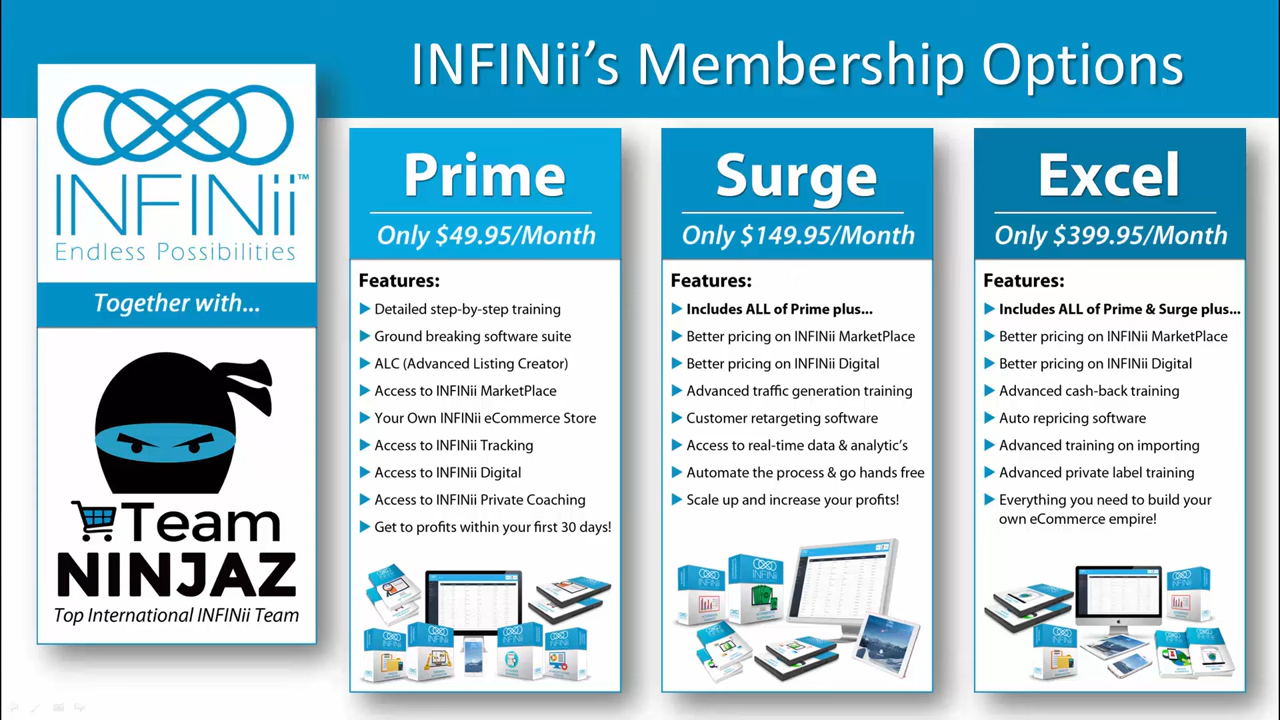 INFINii’s Membership Options
INFINii™
Endless Possibilities
Together with...
Team
NINJAZ
Top International INFINii Team
Prime
Only $49.95/Month
Features:
Detailed step-by-step training
Ground breaking software suite
ALC (Advanced Listing Creator)
Access to INFINii MarketPlace
Your Own INFINii eCommerce Store
Access to INFINii Tracking
Access to INFINii Digital
Access to INFINii Private Coaching
Get to profits within your first 30 days!
Surge
Only $149.95/Month
Features:
Includes ALL of Prime plus...
Better pricing on INFINii MarketPlace
Better pricing on INFINii Digital
Advanced traffic generation training
Customer retargeting software
Access to real-time data & analytic’s
Automate the process & go hands free
Scale up and increase your profits!
Excel
Only $399.95/Month
Features:
Includes ALL of Prime & Surge plus...
Better pricing on INFINii MarketPlace
Better pricing on INFINii Digital
Advanced cash-back training
Auto repricing software
Advanced training on importing
Advanced private label training
Everything you need to build your
own eCommerce empire!